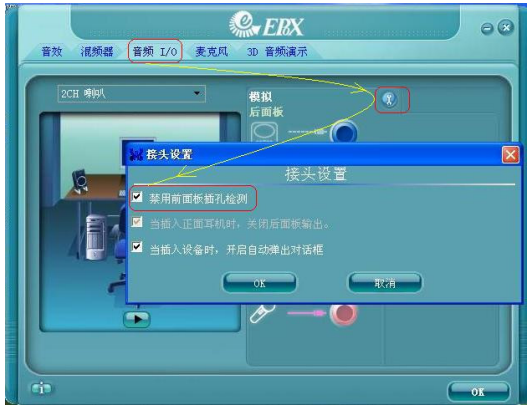 EBX
音效 混频器 音频 I/O 麦克风 3D 音频演示
2CH 喇叭
模拟
后面板
接头设置
接头设置
禁用前面板插孔检测
当插入正面耳机时，关闭后面板输出。
当插入设备时，开启自动弹出对话框
OK 取消
OK